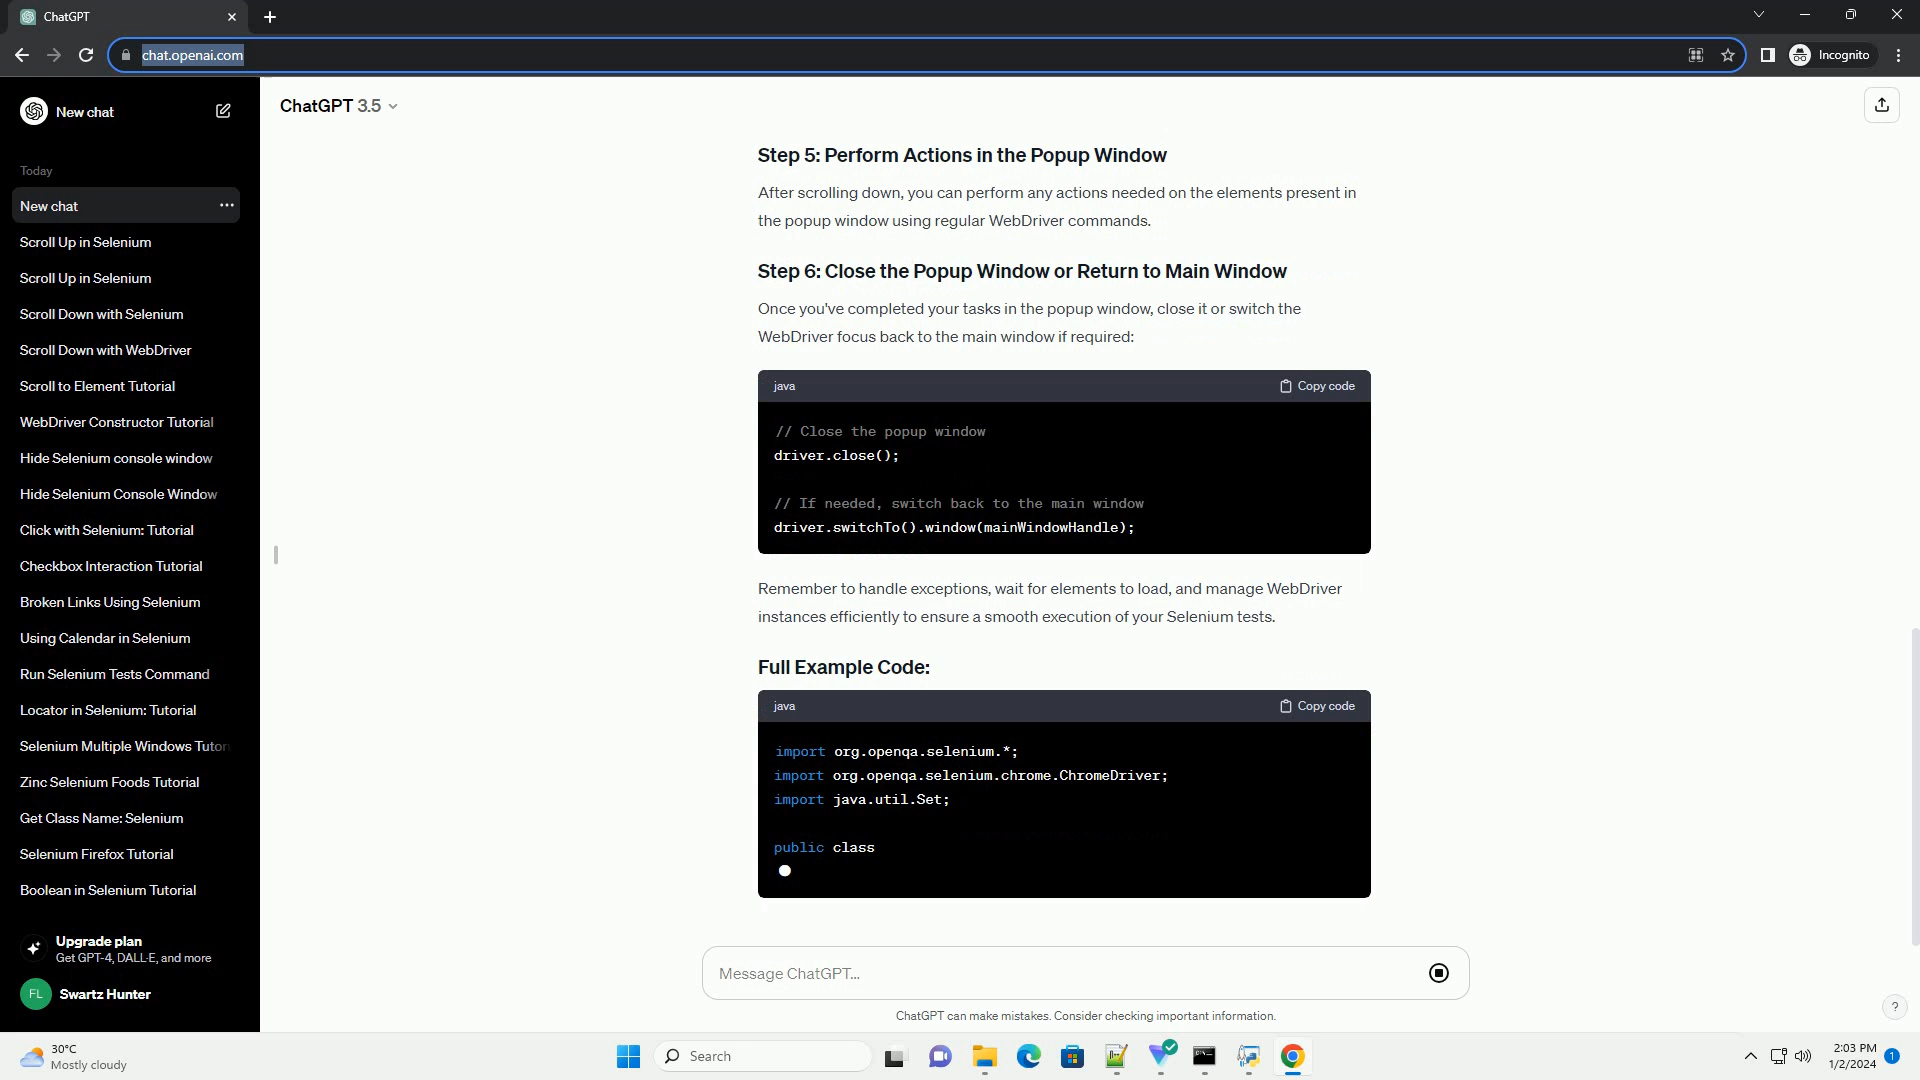 ChatGPT
chat.openai.com
Incognito
New chat
ChatGPT 3.5
Today
New chat
Scroll Up in Selenium
Scroll Up in Selenium
Scroll Down with Selenium
Scroll Down with WebDriver
Scroll to Element Tutorial
WebDriver Constructor Tutorial
Hide Selenium console window
Hide Selenium Console Window
Click with Selenium: Tutorial
Checkbox Interaction Tutorial
Broken Links Using Selenium
Using Calendar in Selenium
Run Selenium Tests Command
Locator in Selenium: Tutorial
Selenium Multiple Windows Tutor
Zinc Selenium Foods Tutorial
Get Class Name: Selenium
Selenium Firefox Tutorial
Boolean in Selenium Tutorial
Upgrade plan
Get GPT-4, DALL·E, and more
FL
Swartz Hunter
Step 5: Perform Actions in the Popup Window
After scrolling down, you can perform any actions needed on the elements present in
the popup window using regular WebDriver commands.
Step 6: Close the Popup Window or Return to Main Window
Once you've completed your tasks in the popup window, close it or switch the
WebDriver focus back to the main window if required:
java
Copy code
// Close the popup window
driver.close();
// If needed, switch back to the main window
driver.switchTo().window(mainWindowHandle);
Remember to handle exceptions, wait for elements to load, and manage WebDriver
instances efficiently to ensure a smooth execution of your Selenium tests.
Full Example Code:
java
Copy code
import org.openqa.selenium.*;
import org.openqa.selenium.chrome.ChromeDriver;
import java.util.Set;
public class
Message ChatGPT...
ChatGPT can make mistakes. Consider checking important information.
?
30°C
Mostly cloudy
Search
2:03 PM
1/2/2024
1